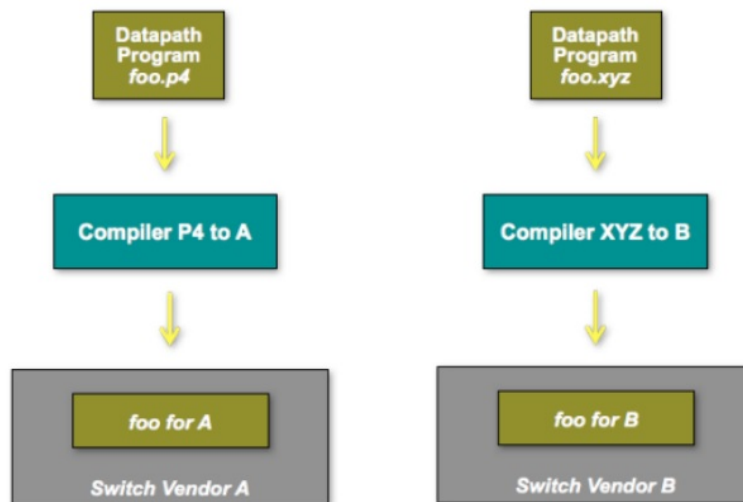 Datapath
Program
foo.p4
Compiler P4 to A
foo for A
Switch Vendor A
Datapath
Program
foo.xyz
Compiler XYZ to B
foo for B
Switch Vendor B